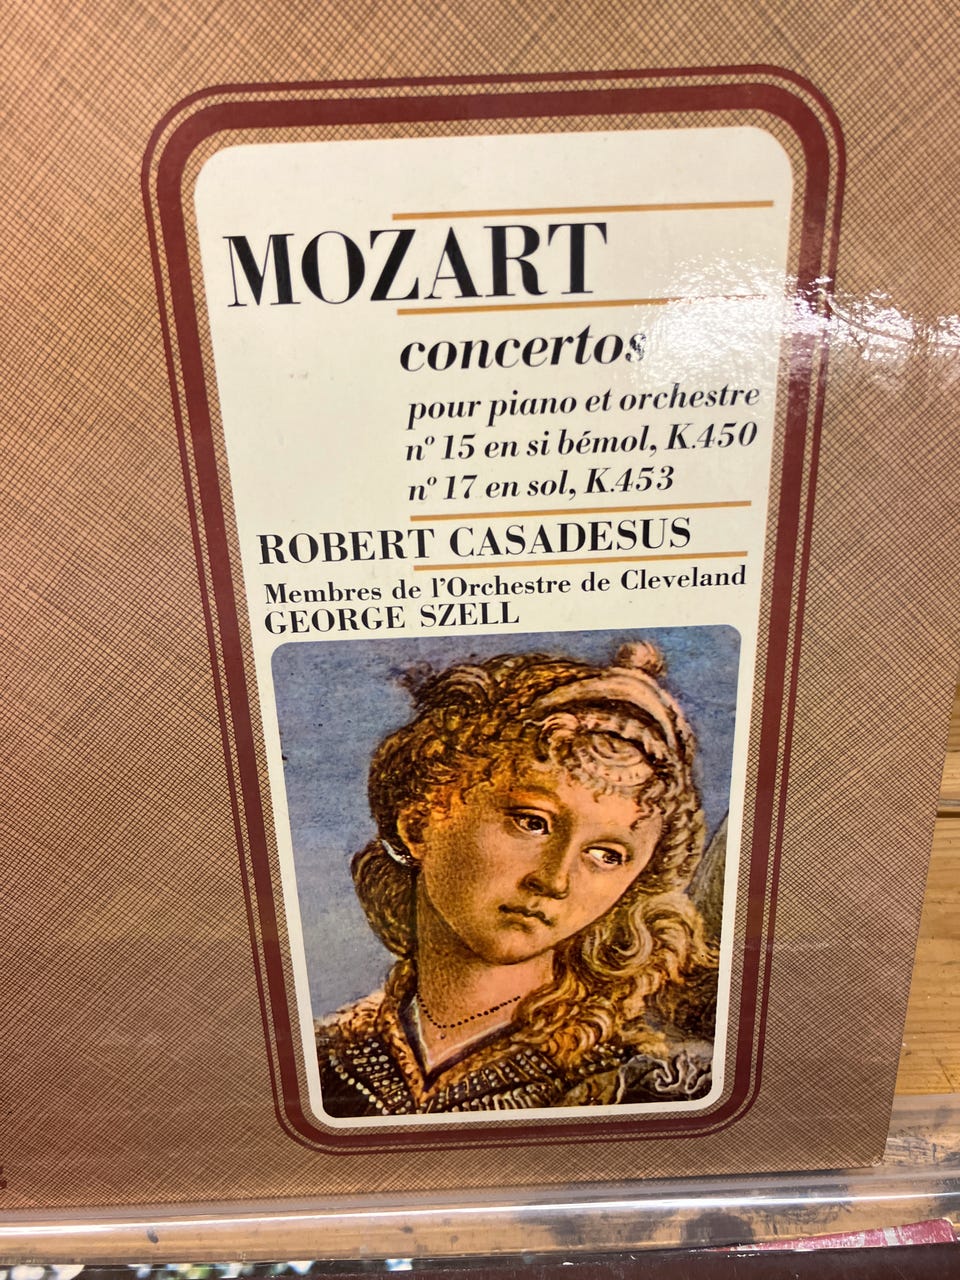 MOZART
concertos
pour piano et orchestre
nº 15 en si bémol, K.450
nº 17 en sol, K.453
ROBERT CASADESUS
Membres de l'Orchestre de Cleveland
GEORGE SZELL